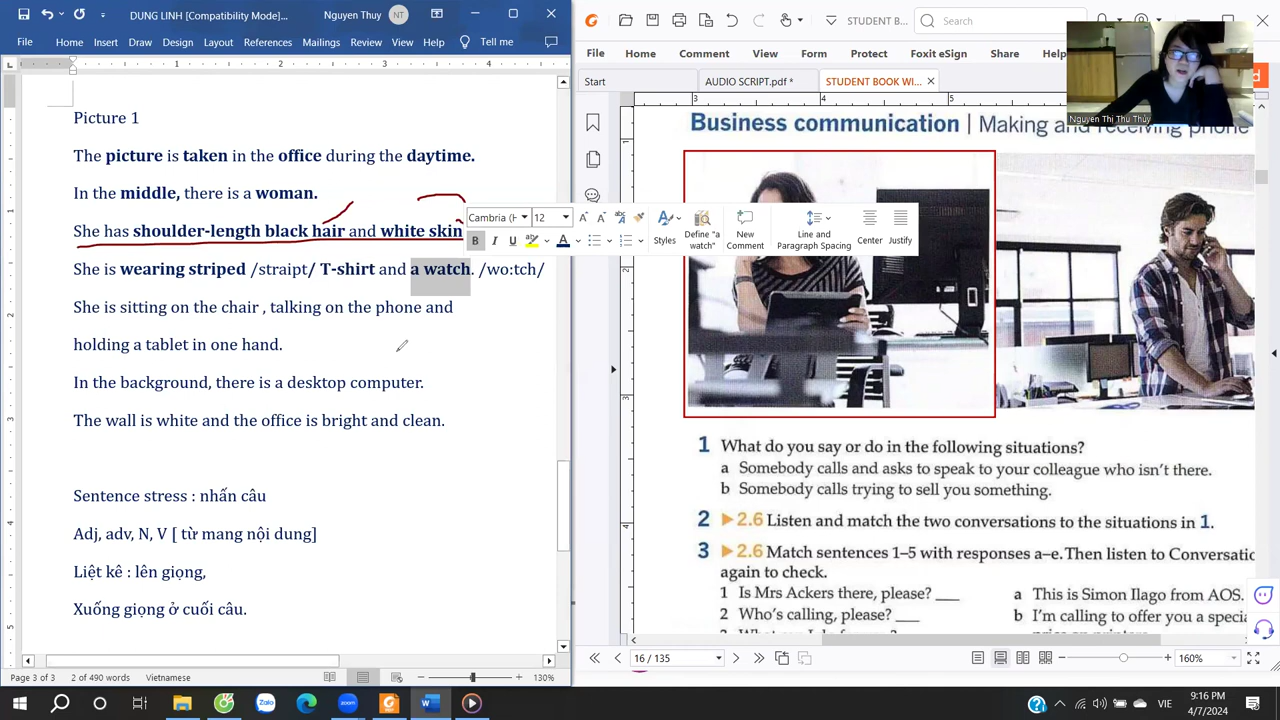 DUNG LINH [Compatibility Mode]
Nguyen Thuy
NT
File Home Insert Draw Design Layout References Mailings Review View Help Tell me
Picture 1
The picture is taken in the office during the daytime.
In the middle, there is a woman.
She has shoulder-length black hair and white skin
She is wearing striped /straipt/ T-shirt and a watch. /wo:tch/
She is sitting on the chair , talking on the phone and
holding a tablet in one hand.
In the background, there is a desktop computer.
The wall is white and the office is bright and clean.
Sentence stress : nhấn câu
Adj, adv, N, V [ từ mang nội dung]
Liệt kê : lên giọng,
Xuống giọng ở cuối câu.
Page 3 of 3 2 of 490 words Vietnamese 130%
Cambria (H 12
B I U A
Styles Define "a watch" New Comment Line and Paragraph Spacing Center Justify
STUDENT B... Search
File Home Comment View Form Protect Foxit eSign Share Help
Start AUDIO SCRIPT.pdf * STUDENT BOOK WI...
Nguyen Thị Thu Thủy
Business communication | Making and receiving phone
1 What do you say or do in the following situations?
a Somebody calls and asks to speak to your colleague who isn't there.
b Somebody calls trying to sell you something.
2 ▶ 2.6 Listen and match the two conversations to the situations in 1.
3 ▶ 2.6 Match sentences 1–5 with responses a–e. Then listen to Conversatio
again to check.
1 Is Mrs Ackers there, please? ___ a This is Simon Ilago from AOS.
2 Who's calling, please? ___ b I'm calling to offer you a specia
16 / 135 160%
VIE
9:16 PM
4/7/2024